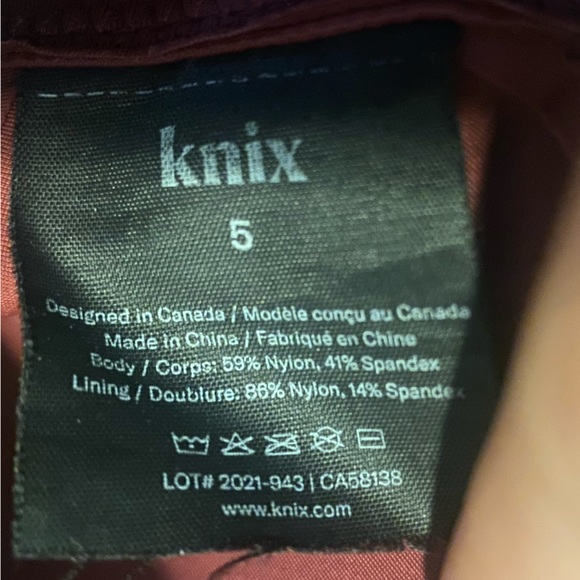 knix
5
Designed in Canada / Modèle conçu au Canada
Made in China / Fabriqué en Chine
Body / Corps: 59% Nylon, 41% Spandex
Lining / Doublure: 86% Nylon, 14% Spandex
LOT# 2021-943 | CA58138
www.knix.com